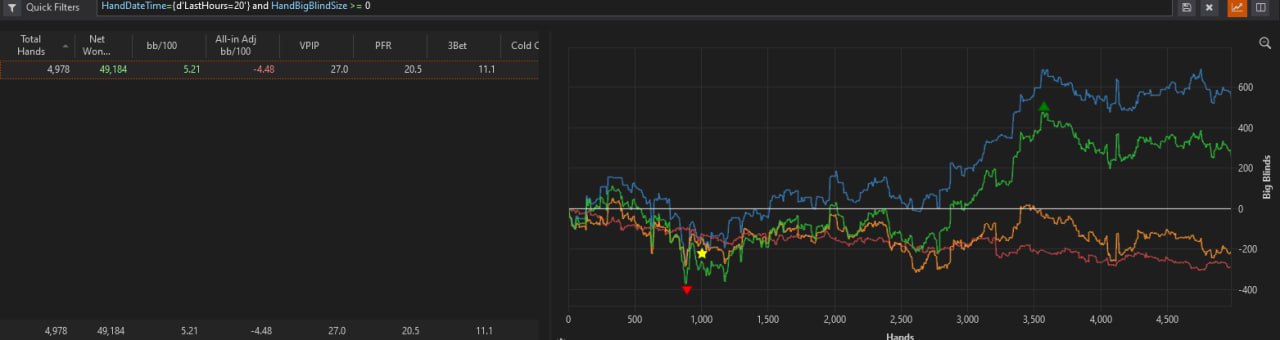 Quick Filters HandDateTime={d'LastHours=20'} and HandBigBlindSize >= 0
Total Hands Net Won... bb/100 All-in Adj bb/100 VPIP PFR 3Bet Cold C
4,978 49,184 5.21 -4.48 27.0 20.5 11.1
4,978 49,184 5.21 -4.48 27.0 20.5 11.1
600
400
200
0
-200
-400
Big Blinds
0 500 1,000 1,500 2,000 2,500 3,000 3,500 4,000 4,500
Hands